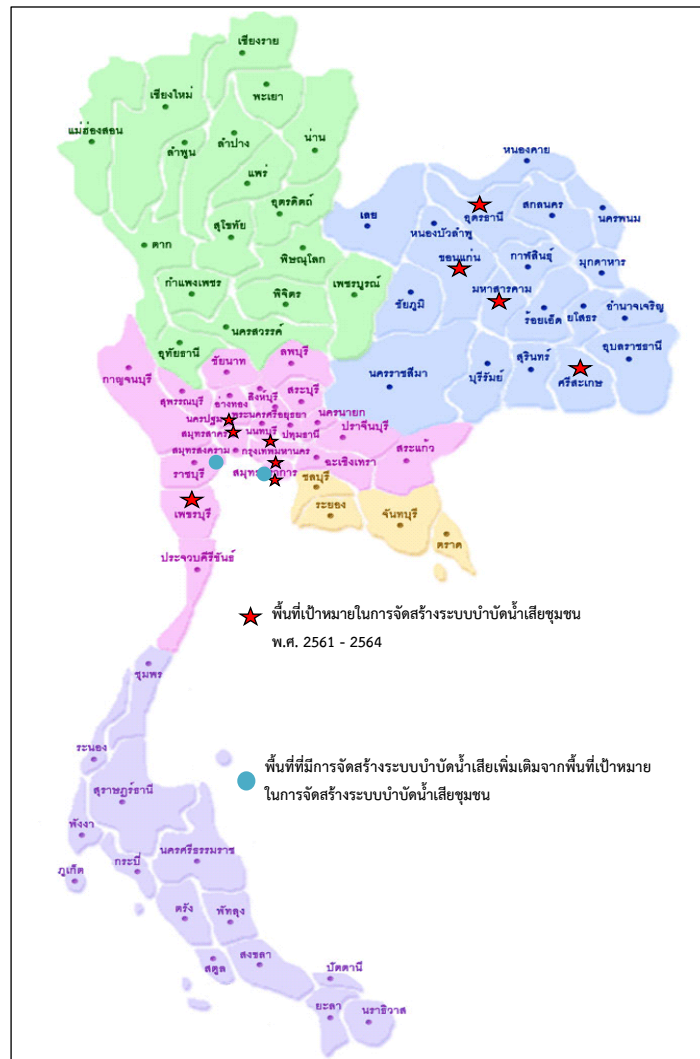 เชียงราย
เชียงใหม่
พะเยา
แม่ฮ่องสอน
ลำพูน
ลำปาง
น่าน
แพร่
อุตรดิตถ์
สุโขทัย
ตาก
พิษณุโลก
กำแพงเพชร
พิจิตร
เพชรบูรณ์
นครสวรรค์
อุทัยธานี
หนองคาย
เลย
อุดรธานี
สกลนคร
นครพนม
หนองบัวลำพู
ขอนแก่น
กาฬสินธุ์
มุกดาหาร
ชัยภูมิ
มหาสารคาม
ร้อยเอ็ด
ยโสธร
อำนาจเจริญ
นครราชสีมา
บุรีรัมย์
สุรินทร์
ศรีสะเกษ
อุบลราชธานี
กาญจนบุรี
ชัยนาท
ลพบุรี
สุพรรณบุรี
สิงห์บุรี
สระบุรี
อ่างทอง
พระนครศรีอยุธยา
นครนายก
นครปฐม
นนทบุรี
ปทุมธานี
ปราจีนบุรี
สมุทรสาคร
สมุทรสงคราม
กรุงเทพมหานคร
ฉะเชิงเทรา
สระแก้ว
ราชบุรี
ชลบุรี
เพชรบุรี
ระยอง
จันทบุรี
ตราด
ประจวบคีรีขันธ์
พื้นที่เป้าหมายในการจัดสร้างระบบบำบัดน้ำเสียชุมชน
พ.ศ. 2561 - 2564
ชุมพร
ระนอง
พื้นที่ที่มีการจัดสร้างระบบบำบัดน้ำเสียเพิ่มเติมจากพื้นที่เป้าหมาย
ในการจัดสร้างระบบบำบัดน้ำเสียชุมชน
สุราษฎร์ธานี
พังงา
นครศรีธรรมราช
กระบี่
ภูเก็ต
ตรัง
พัทลุง
สตูล
สงขลา
ปัตตานี
ยะลา
นราธิวาส